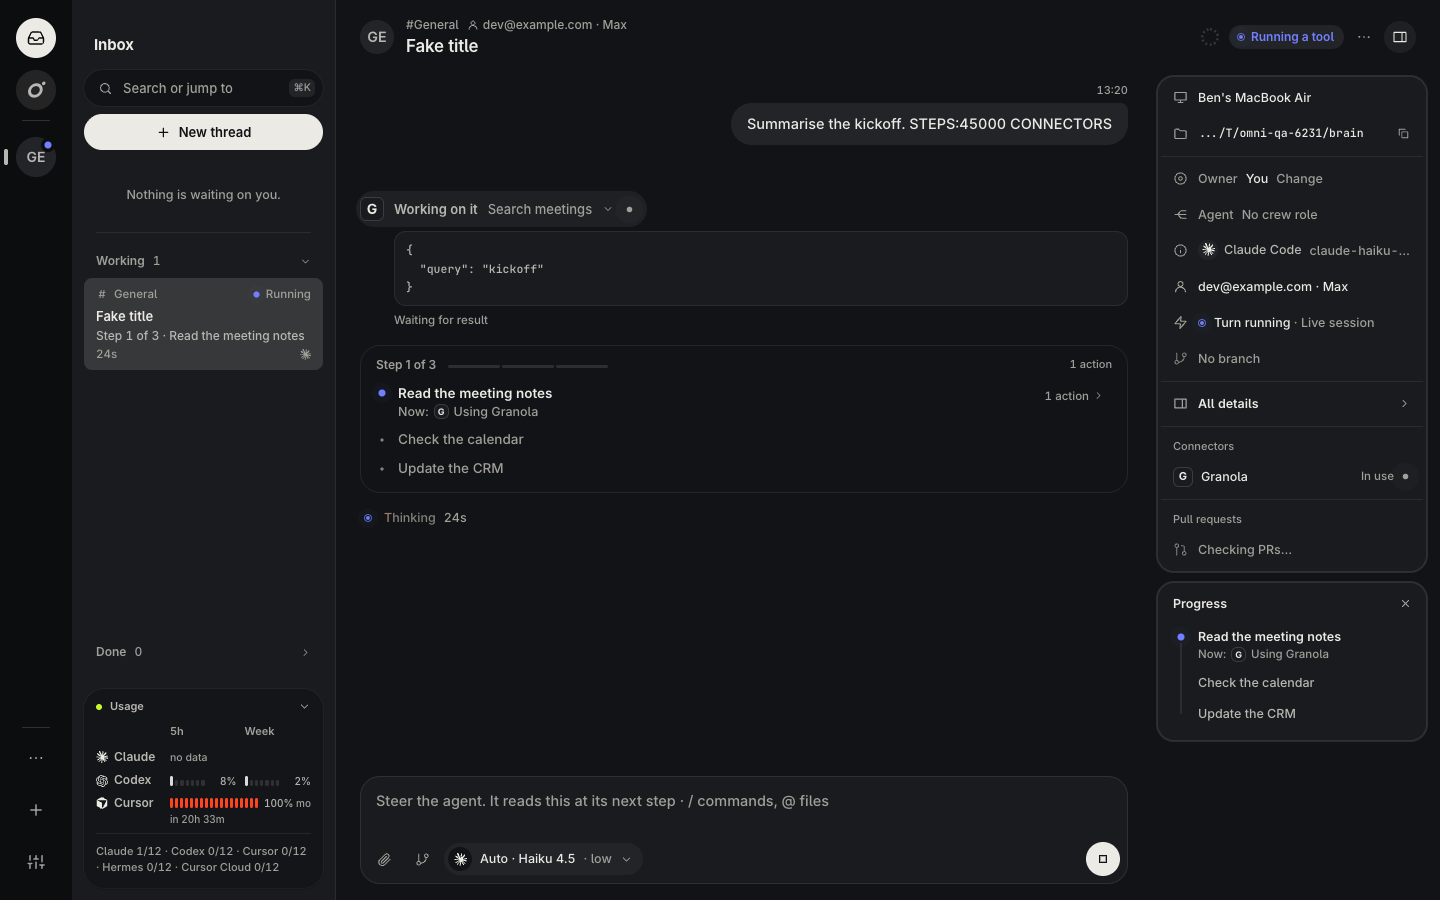 Inbox
Search or jump to ⌘K
+ New thread
GE
Nothing is waiting on you.
Working 1
# General Running
Fake title
Step 1 of 3 · Read the meeting notes
24s
Done 0
Usage
5h Week
Claude no data
Codex 8% 2%
Cursor 100% mo
in 20h 33m
Claude 1/12 · Codex 0/12 · Cursor 0/12
· Hermes 0/12 · Cursor Cloud 0/12
GE
#General dev@example.com · Max
Fake title
Running a tool
13:20
Summarise the kickoff. STEPS:45000 CONNECTORS
G Working on it Search meetings
{
"query": "kickoff"
}
Waiting for result
Step 1 of 3 1 action
Read the meeting notes 1 action
Now: G Using Granola
Check the calendar
Update the CRM
Thinking 24s
Steer the agent. It reads this at its next step · / commands, @ files
Auto · Haiku 4.5 · low
Ben's MacBook Air
.../T/omni-qa-6231/brain
Owner You Change
Agent No crew role
Claude Code claude-haiku-...
dev@example.com · Max
Turn running · Live session
No branch
All details
Connectors
G Granola In use
Pull requests
Checking PRs...
Progress
Read the meeting notes
Now: G Using Granola
Check the calendar
Update the CRM